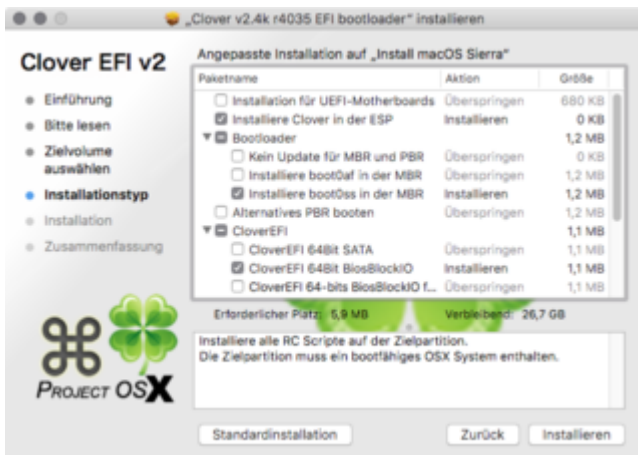 „Clover v2.4k r4035 EFI bootloader“ installieren
Clover EFI v2
Angepasste Installation auf „Install macOS Sierra“
Paketname Aktion Größe
Einführung
Bitte lesen
Zielvolume
auswählen
Installationstyp
Installation
Zusammenfassung
Installation für UEFI-Motherboards Überspringen 680 KB
Installiere Clover in der ESP Installieren 0 KB
Bootloader 1,2 MB
Kein Update für MBR und PBR Überspringen 0 KB
Installiere boot0af in der MBR Überspringen 1,2 MB
Installiere boot0ss in der MBR Installieren 1,2 MB
Alternatives PBR booten Überspringen 1,2 MB
CloverEFI 1,1 MB
CloverEFI 64Bit SATA Überspringen 1,1 MB
CloverEFI 64Bit BiosBlockIO Installieren 1,1 MB
CloverEFI 64-bits BiosBlockIO f... Überspringen 1,1 MB
Erforderlicher Platz: 5,9 MB Verbleibend: 26,7 GB
Installiere alle RC Scripte auf der Zielpartition.
Die Zielpartition muss ein bootfähiges OSX System enthalten.
PROJECT OSX
Standardinstallation Zurück Installieren